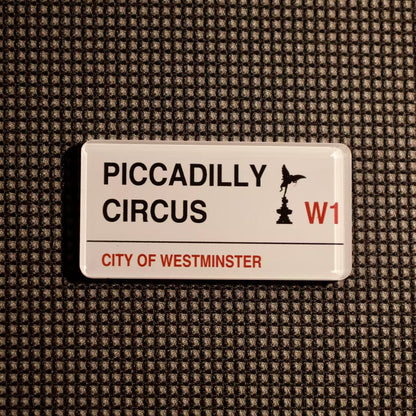 PICCADILLY
CIRCUS W1
CITY OF WESTMINSTER